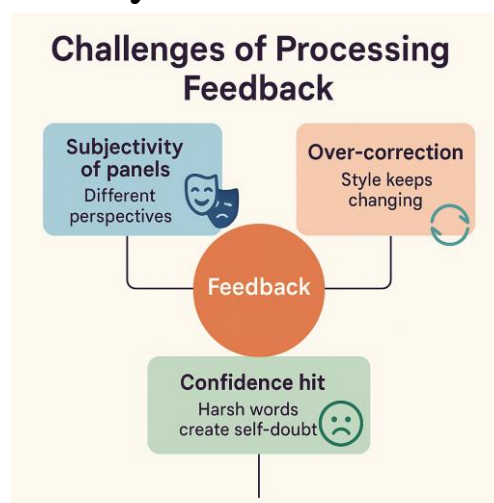 Challenges of Processing
Feedback
Subjectivity
of panels
Different
perspectives
Over-correction
Style keeps
changing
Feedback
Confidence hit
Harsh words
create self-doubt